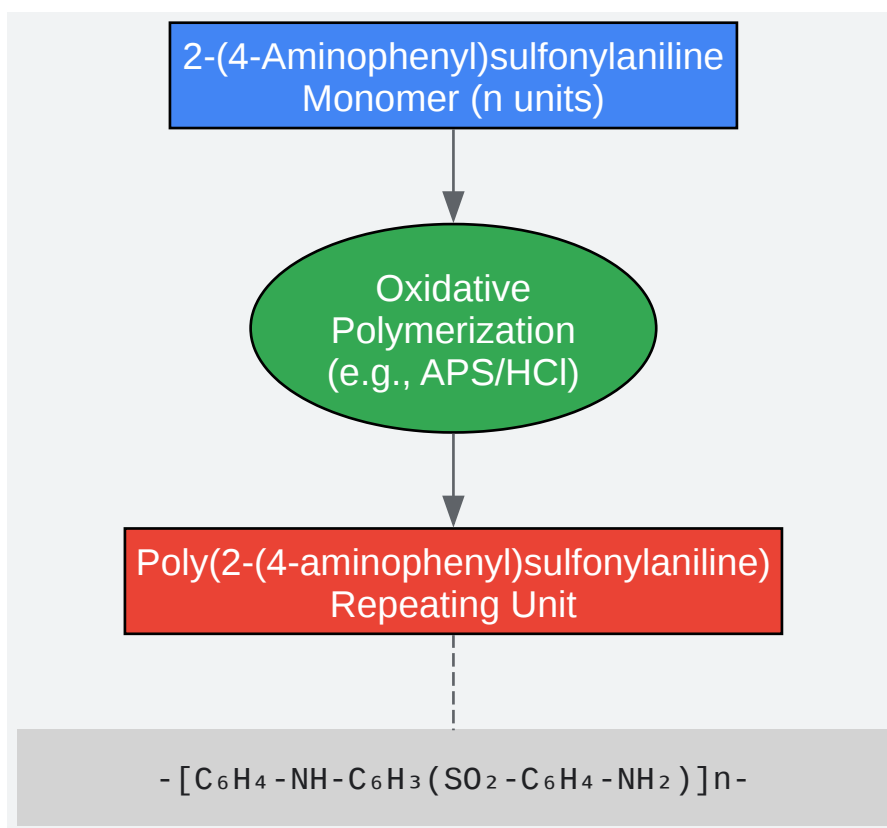 2-(4-Aminophenyl)sulfonylaniline
Monomer (n units)
Oxidative
Polymerization
(e.g., APS/HCl)
Poly(2-(4-aminophenyl)sulfonylaniline)
Repeating Unit
-[C₆H₄-NH-C₆H₃(SO₂-C₆H₄-NH₂)]n-